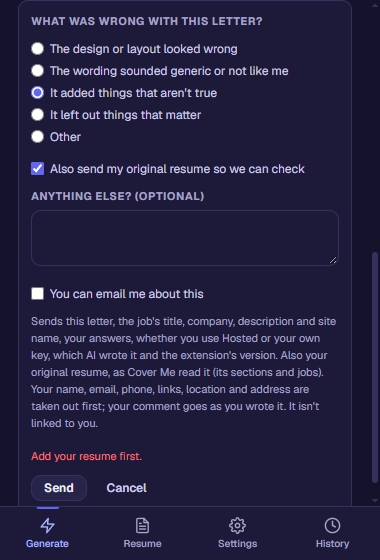 WHAT WAS WRONG WITH THIS LETTER?
The design or layout looked wrong
The wording sounded generic or not like me
It added things that aren't true
It left out things that matter
Other
Also send my original resume so we can check
ANYTHING ELSE? (OPTIONAL)
You can email me about this
Sends this letter, the job's title, company, description and site
name, your answers, whether you use Hosted or your own
key, which AI wrote it and the extension's version. Also your
original resume, as Cover Me read it (its sections and jobs).
Your name, email, phone, links, location and address are
taken out first; your comment goes as you wrote it. It isn't
linked to you.
Add your resume first.
Send Cancel
Generate Resume Settings History